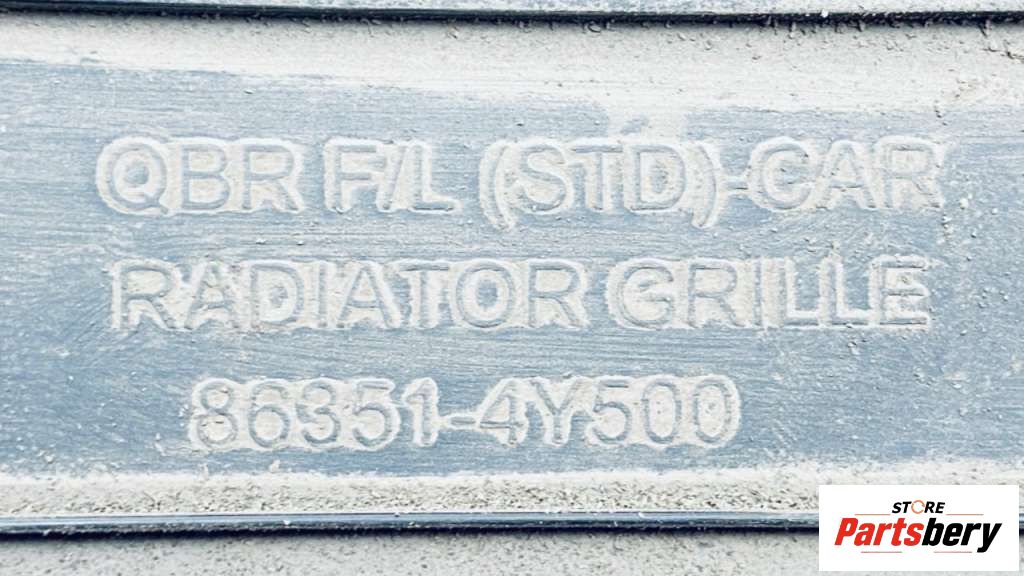 QBR F/L (STD)-CAR
RADIATOR GRILLE
86351-4Y500
STORE
Partsbery